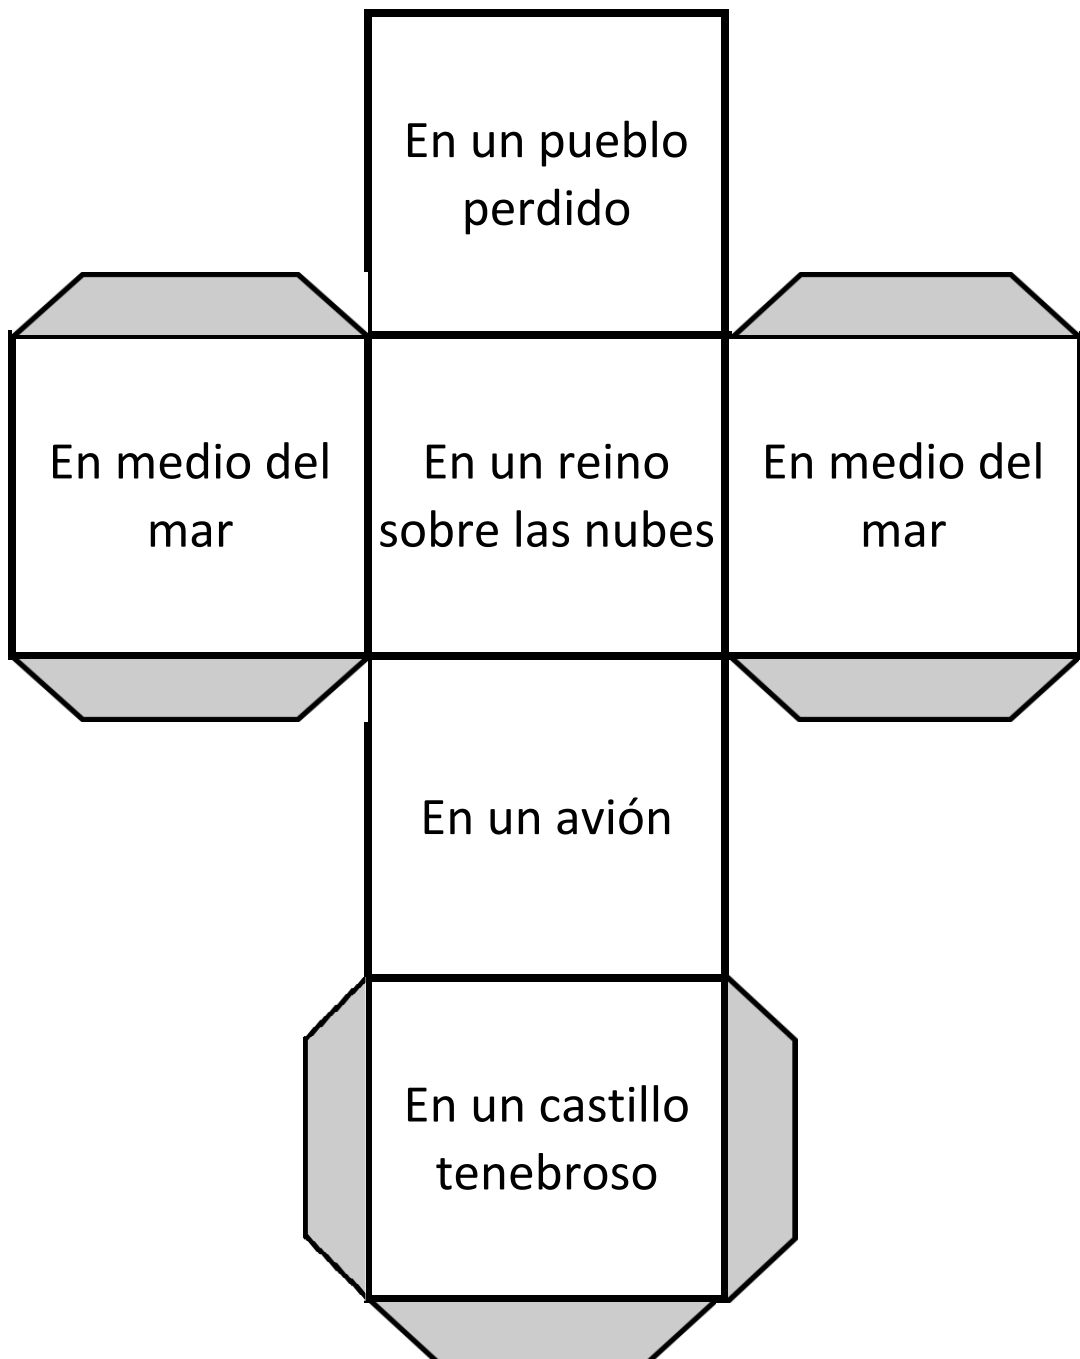 En un pueblo
perdido
En medio del
mar
En un reino
sobre las nubes
En medio del
mar
En un avión
En un castillo
tenebroso